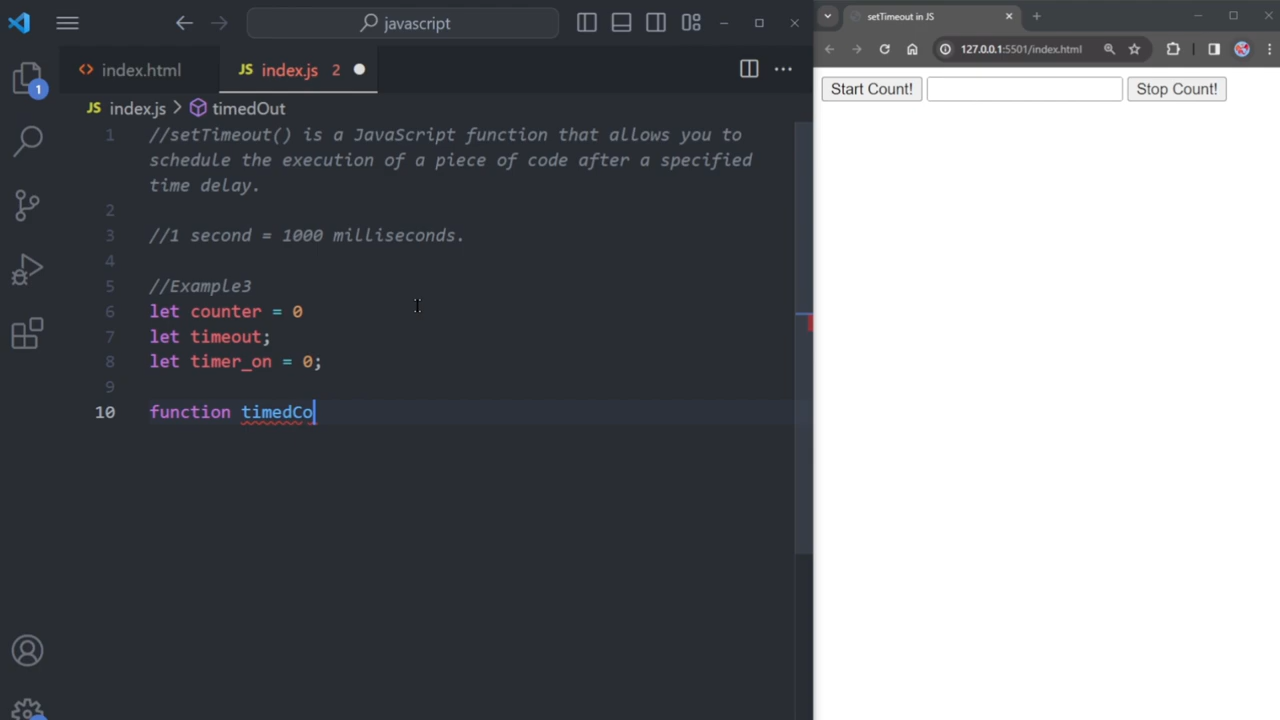 javascript
index.html
JS index.js 2
JS index.js > timedOut
1 //setTimeout() is a JavaScript function that allows you to
schedule the execution of a piece of code after a specified
time delay.
2
3 //1 second = 1000 milliseconds.
4
5 //Example3
6 let counter = 0
7 let timeout;
8 let timer_on = 0;
9
10 function timedCo
1
setTimeout in JS
127.0.0.1:5501/index.html
Start Count!
Stop Count!